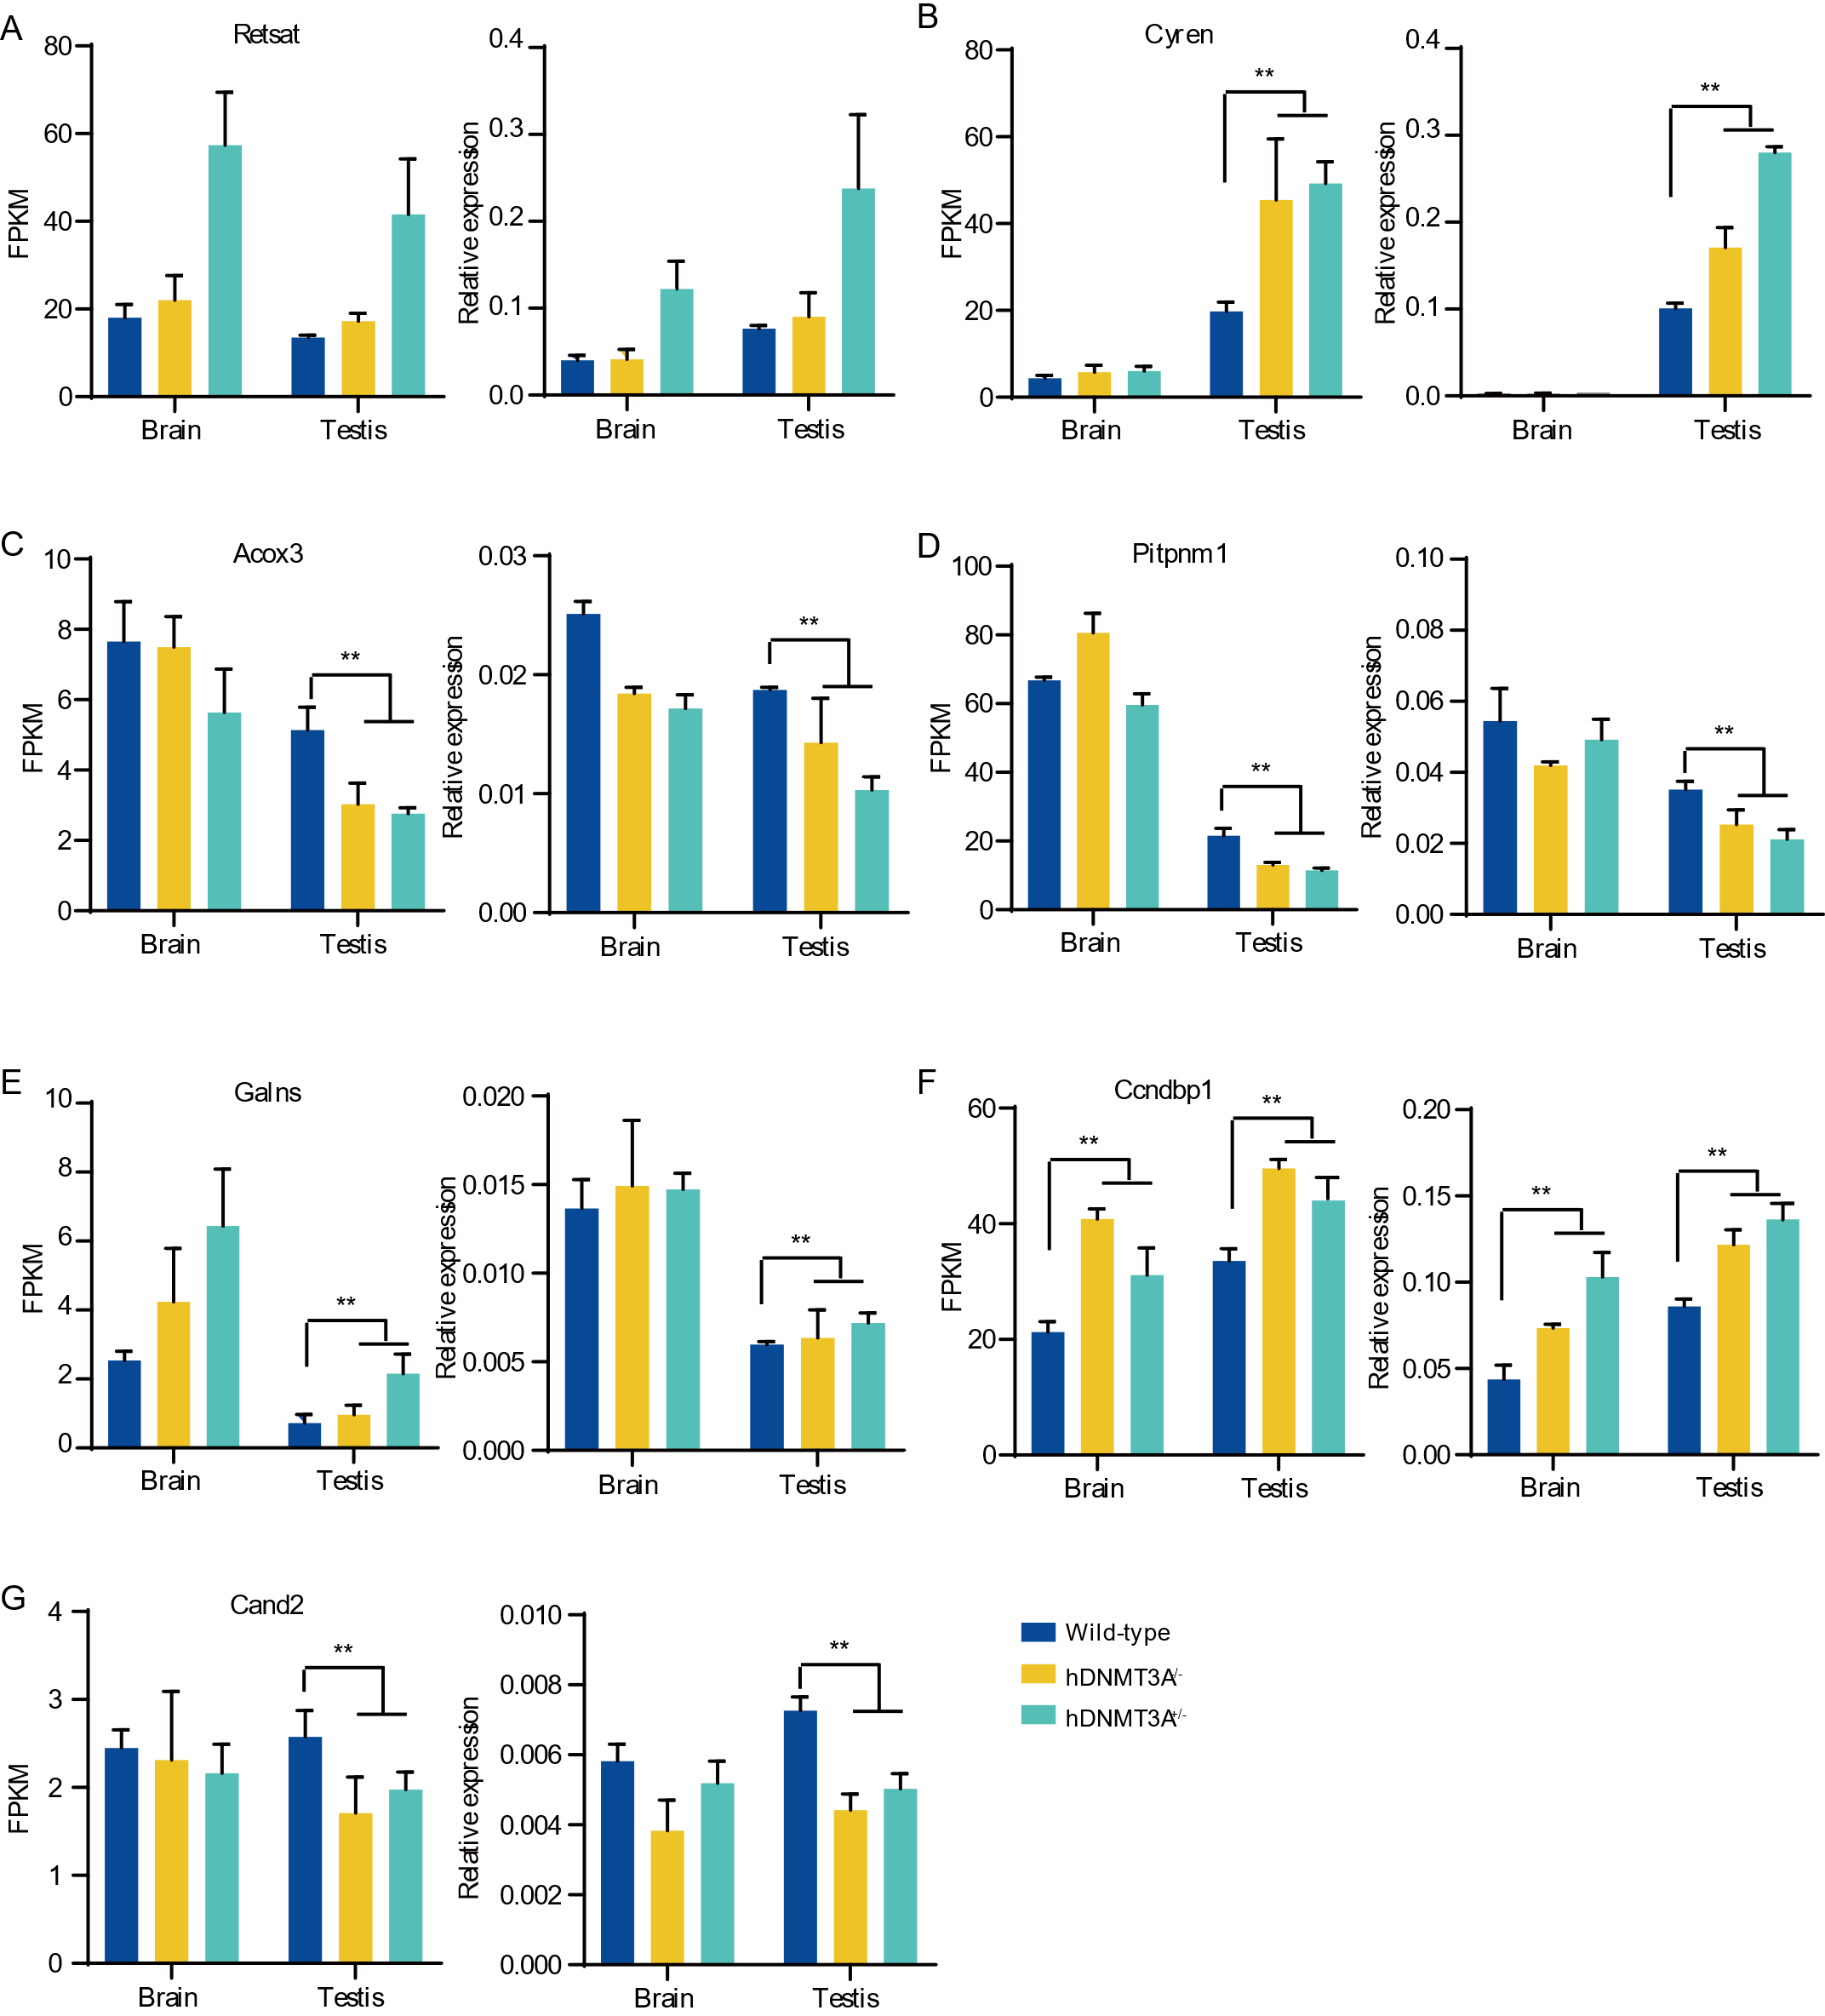 A
Retsat
FPKM
80
60
40
20
0
Brain
Testis
Relative expression
0.4
0.3
0.2
0.1
0.0
Brain
Testis
B
Cyren
FPKM
80
60
40
20
0
**
Brain
Testis
Relative expression
0.4
0.3
0.2
0.1
0.0
**
Brain
Testis
C
Acox3
FPKM
10
8
6
4
2
0
**
Brain
Testis
Relative expression
0.03
0.02
0.01
0.00
**
Brain
Testis
D
Pitpnm1
FPKM
100
80
60
40
20
0
**
Brain
Testis
Relative expression
0.10
0.08
0.06
0.04
0.02
0.00
**
Brain
Testis
E
Galns
FPKM
10
8
6
4
2
0
**
Brain
Testis
Relative expression
0.020
0.015
0.010
0.005
0.000
**
Brain
Testis
F
Ccndbp1
FPKM
60
40
20
0
**
**
Brain
Testis
Relative expression
0.20
0.15
0.10
0.05
0.00
**
**
Brain
Testis
G
Cand2
FPKM
4
3
2
1
0
**
Brain
Testis
Relative expression
0.010
0.008
0.006
0.004
0.002
0.000
**
Brain
Testis
Wild-type
hDNMT3A-/-
hDNMT3A+/-